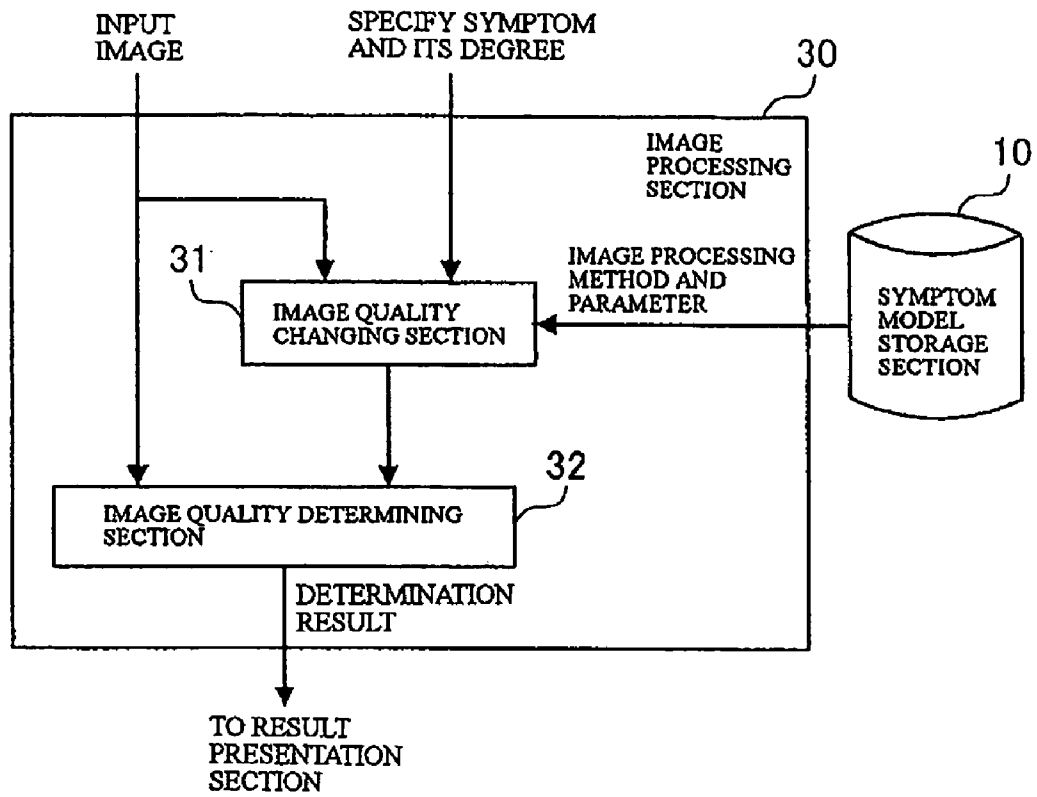 INPUT
IMAGE
SPECIFY SYMPTOM
AND ITS DEGREE
30
IMAGE
PROCESSING
SECTION
10
31
IMAGE PROCESSING
METHOD AND
PARAMETER
IMAGE QUALITY
CHANGING SECTION
SYMPTOM
MODEL
STORAGE
SECTION
32
IMAGE QUALITY DETERMINING
SECTION
DETERMINATION
RESULT
TO RESULT
PRESENTATION
SECTION